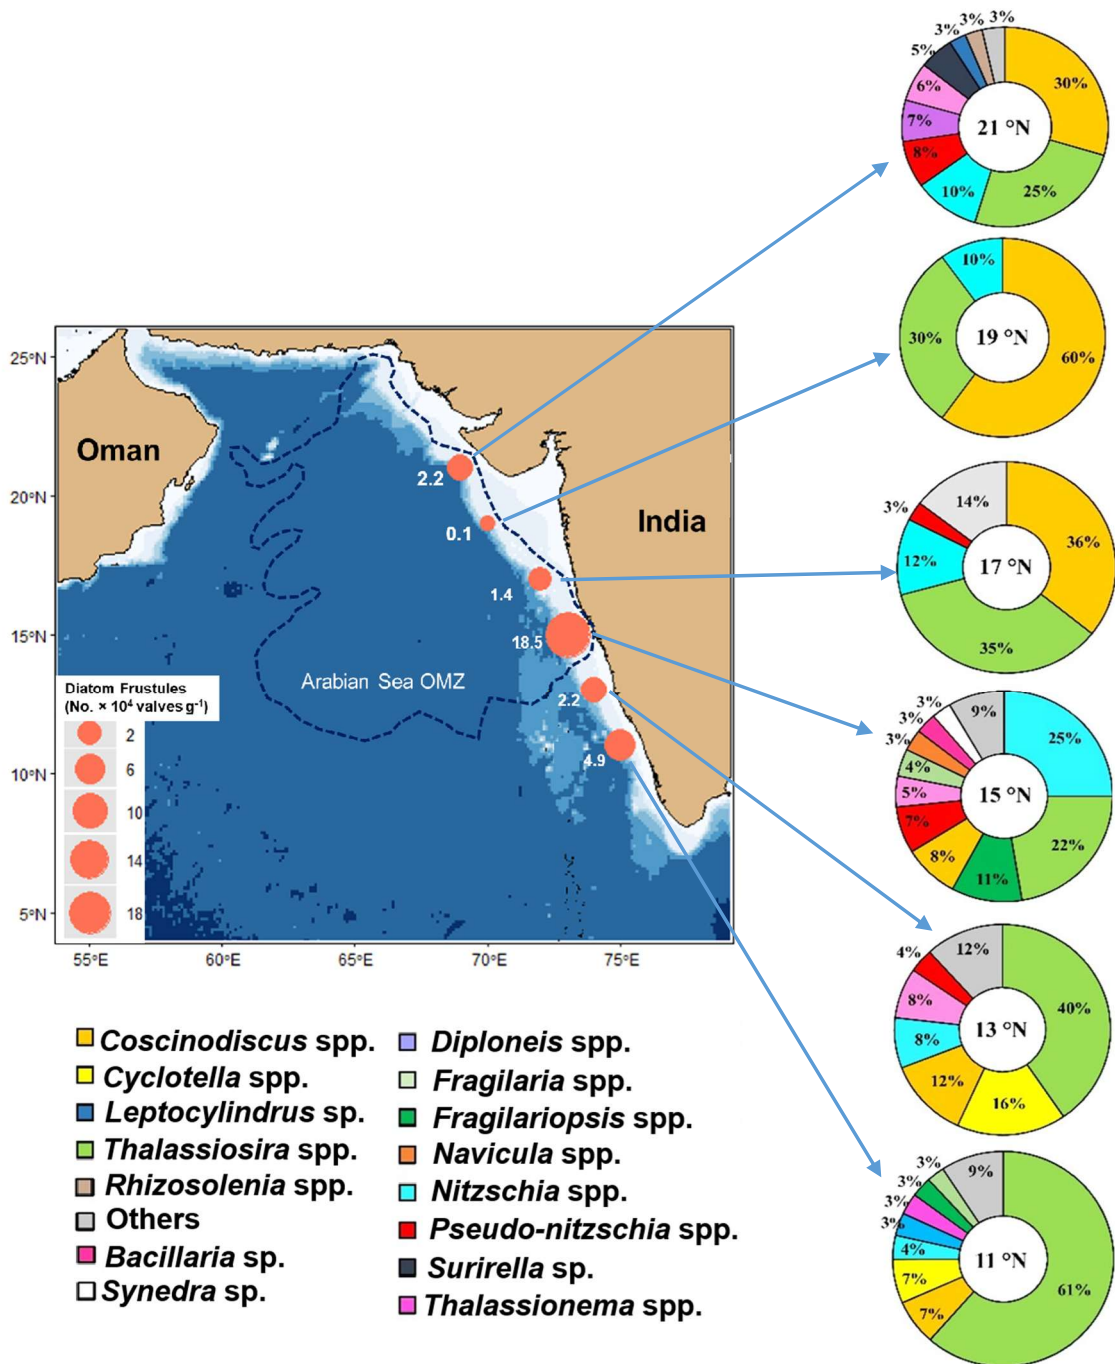 3%
3%
3%
5%
30%
6%
7%
21 °N
8%
10%
25%
10%
30%
19 °N
60%
25°N
Oman
20°N
2.2
0.1
India
14%
3%
36%
12%
17 °N
1.4
35%
15°N
18.5
Arabian Sea OMZ
2.2
4.9
Diatom Frustules
(No. × 10⁴ valves g⁻¹)
2
6
10
14
18
10°N
5°N
55°E
60°E
65°E
70°E
75°E
3%
9%
3%
25%
3%
4%
5%
15 °N
7%
22%
8%
11%
12%
4%
40%
8%
13 °N
8%
12%
16%
3%
9%
3%
3%
3%
4%
11 °N
7%
61%
7%
Coscinodiscus spp.
Cyclotella spp.
Leptocylindrus sp.
Thalassiosira spp.
Rhizosolenia spp.
Others
Bacillaria sp.
Synedra sp.
Diploneis spp.
Fragilaria spp.
Fragilariopsis spp.
Navicula spp.
Nitzschia spp.
Pseudo-nitzschia spp.
Surirella sp.
Thalassionema spp.